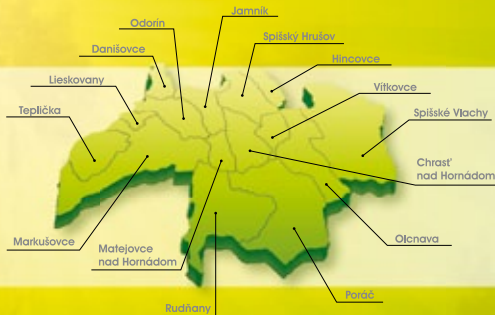 Jamník
Odorín
Spišský Hrušov
Danišovce
Hincovce
Lieskovany
Vítkovce
Teplička
Spišské Vlachy
Chrasť
nad Hornádom
Markušovce
Matejovce
nad Hornádom
Olcnava
Poráč
Rudňany